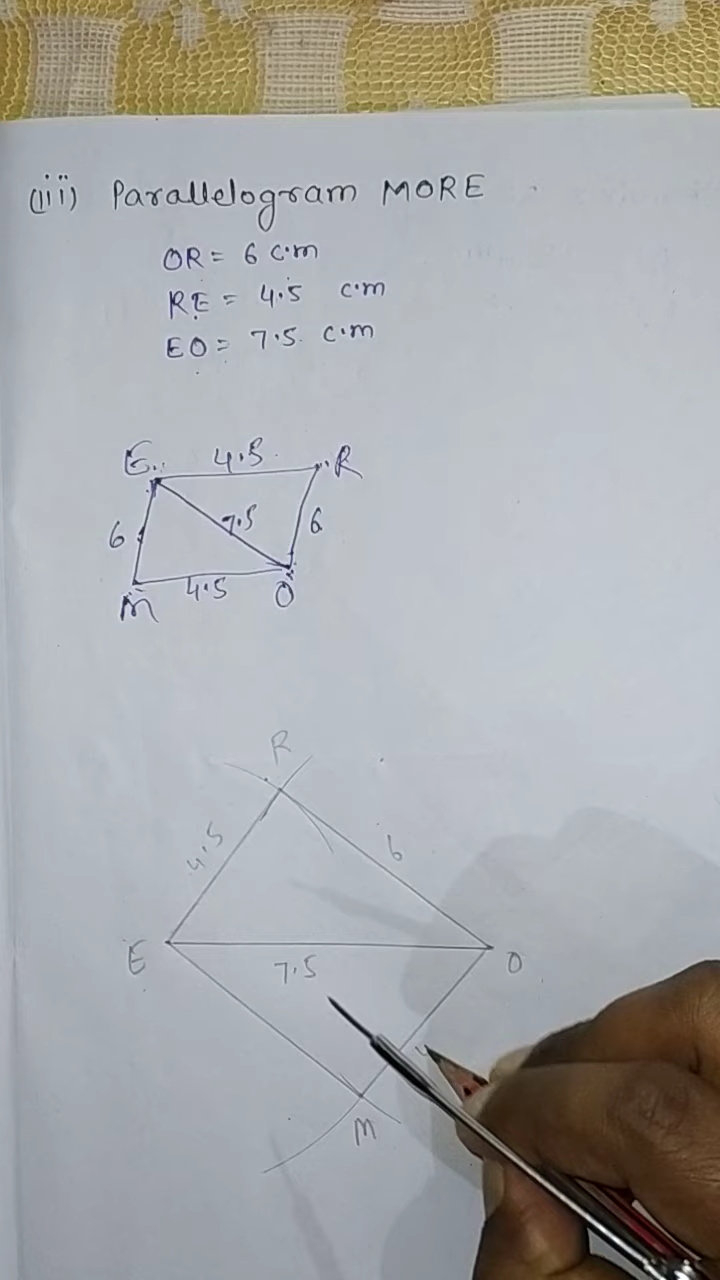 (iii) Parallelogram MORE
OR = 6 c·m
RE = 4.5 c·m
EO = 7.5 c·m
E 4.5 R
6 7.5 6
M 4.5 O
R
4.5 6
E 7.5 O
M